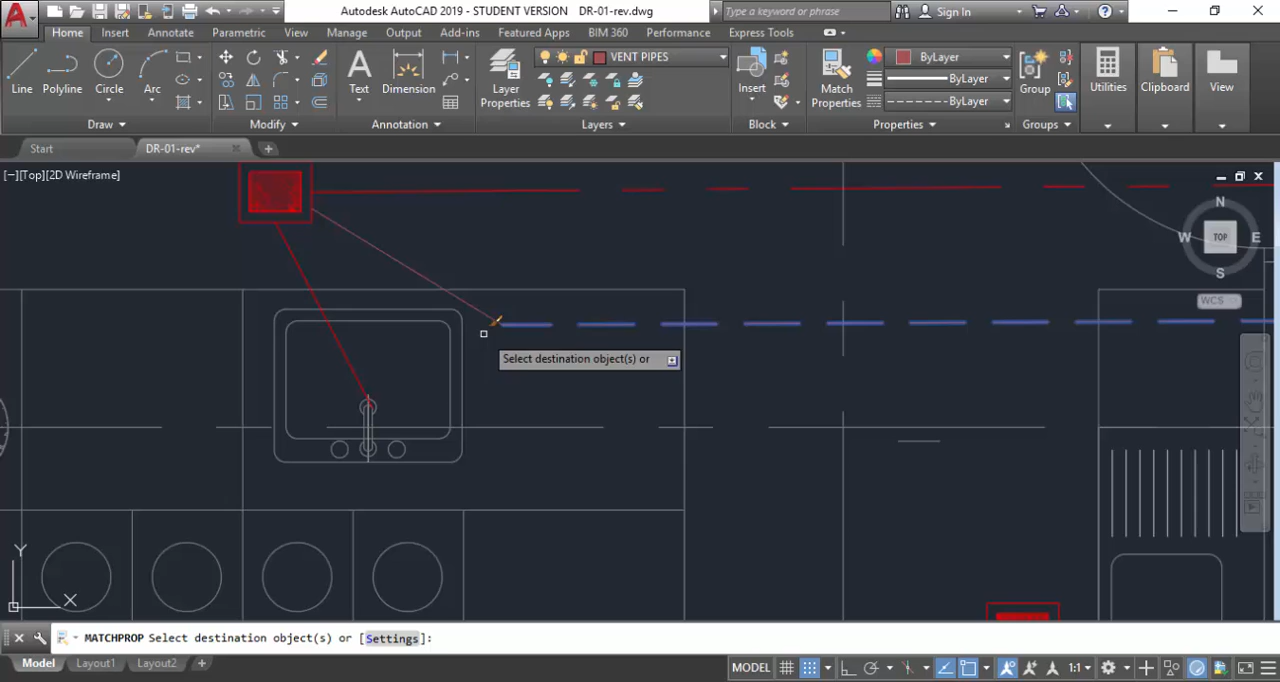 Autodesk AutoCAD 2019 - STUDENT VERSION DR-01-rev.dwg
Type a keyword or phrase
Sign In
Home Insert Annotate Parametric View Manage Output Add-ins Featured Apps BIM 360 Performance Express Tools
VENT PIPES
ByLayer
ByLayer
ByLayer
Line Polyline Circle Arc
Text Dimension
Layer Properties
Insert
Match Properties
Group
Utilities
Clipboard
View
Draw
Modify
Annotation
Layers
Block
Properties
Groups
Start
DR-01-rev*
[−][Top][2D Wireframe]
N
W TOP E
S
WCS
Select destination object(s) or
Y
X
MATCHPROP Select destination object(s) or [Settings]:
Model Layout1 Layout2 +
MODEL
1:1